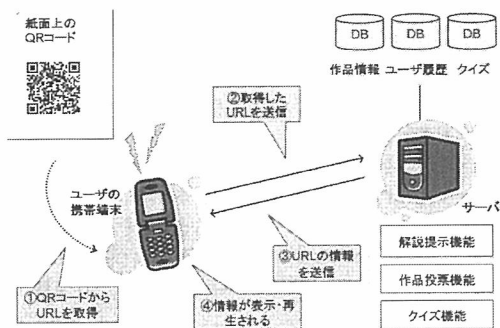 紙面上の
QRコード
DB
DB
DB
作品情報 ユーザ履歴 クイズ
②取得した
URLを送信
ユーザの
携帯端末
サーバ
③URLの情報
を送信
①QRコードから
URLを取得
④情報が表示・再
生される
解説提示機能
作品投票機能
クイズ機能